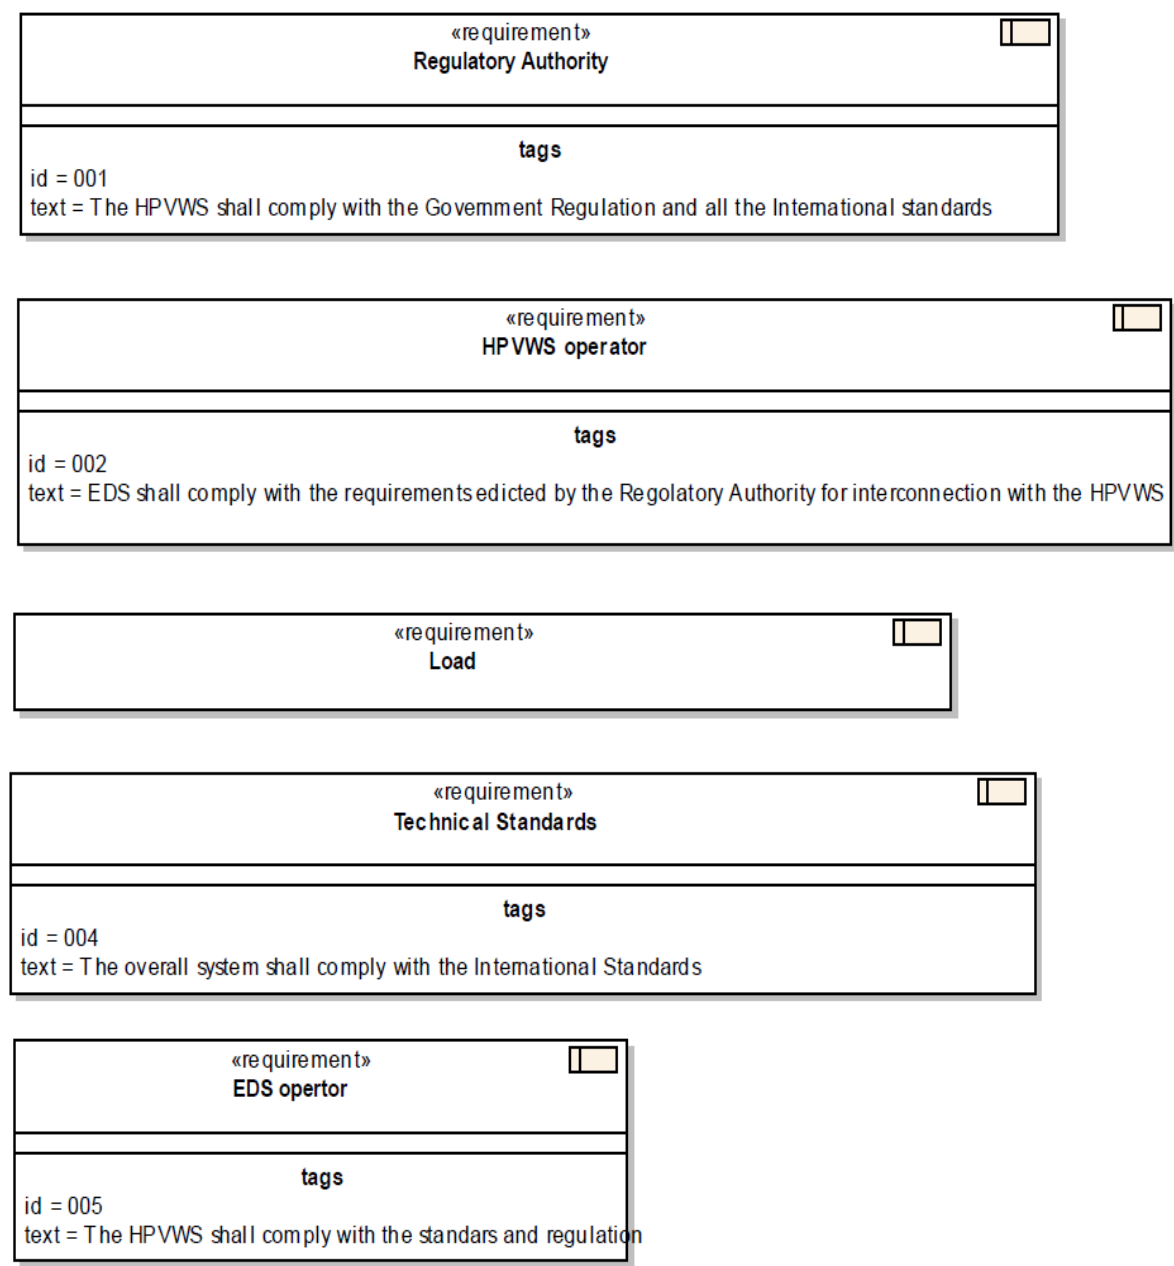 «requirement»
Regulatory Authority
tags
id = 001
text = The HPVWS shall comply with the Government Regulation and all the International standards
«requirement»
HPVWS operator
tags
id = 002
text = EDS shall comply with the requirements edicted by the Regolatory Authority for interconnection with the HPVWS
«requirement»
Load
«requirement»
Technical Standards
tags
id = 004
text = The overall system shall comply with the International Standards
«requirement»
EDS opertor
tags
id = 005
text = The HPVWS shall comply with the standars and regulation